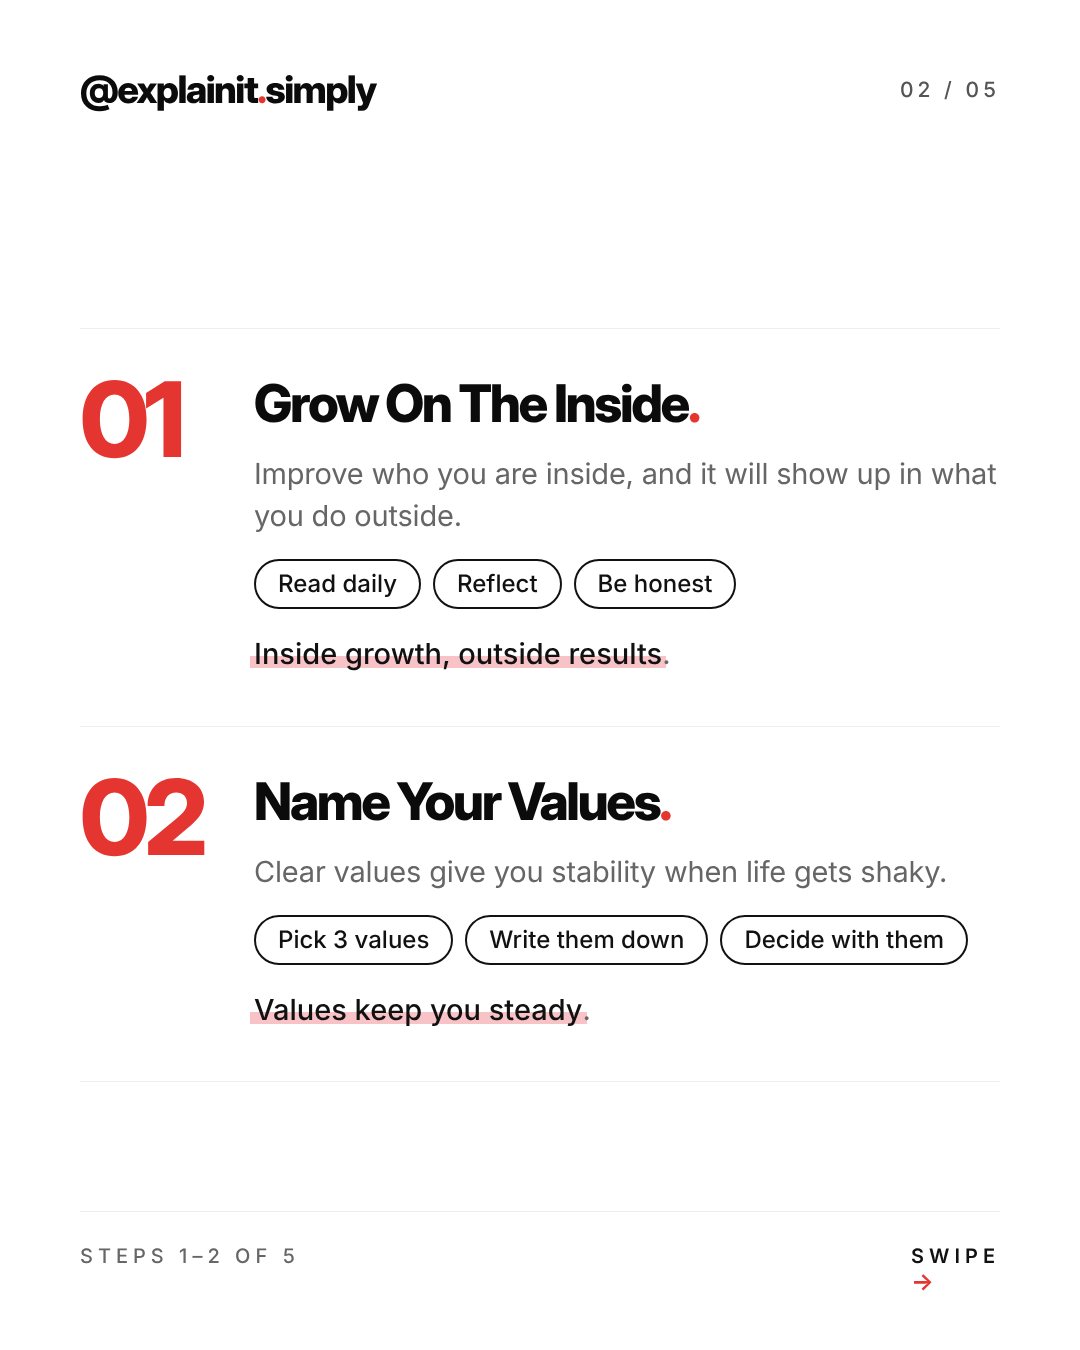 @explainit.simply
02 / 05
01
Grow On The Inside.
Improve who you are inside, and it will show up in what
you do outside.
Read daily
Reflect
Be honest
Inside growth, outside results.
02
Name Your Values.
Clear values give you stability when life gets shaky.
Pick 3 values
Write them down
Decide with them
Values keep you steady.
STEPS 1–2 OF 5
SWIPE
→